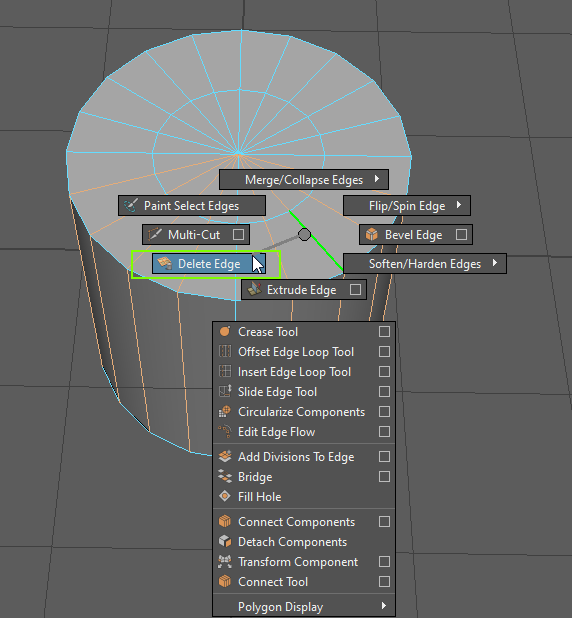 Merge/Collapse Edges
Paint Select Edges
Flip/Spin Edge
Multi-Cut
Bevel Edge
Delete Edge
Soften/Harden Edges
Extrude Edge
Crease Tool
Offset Edge Loop Tool
Insert Edge Loop Tool
Slide Edge Tool
Circularize Components
Edit Edge Flow
Add Divisions To Edge
Bridge
Fill Hole
Connect Components
Detach Components
Transform Component
Connect Tool
Polygon Display